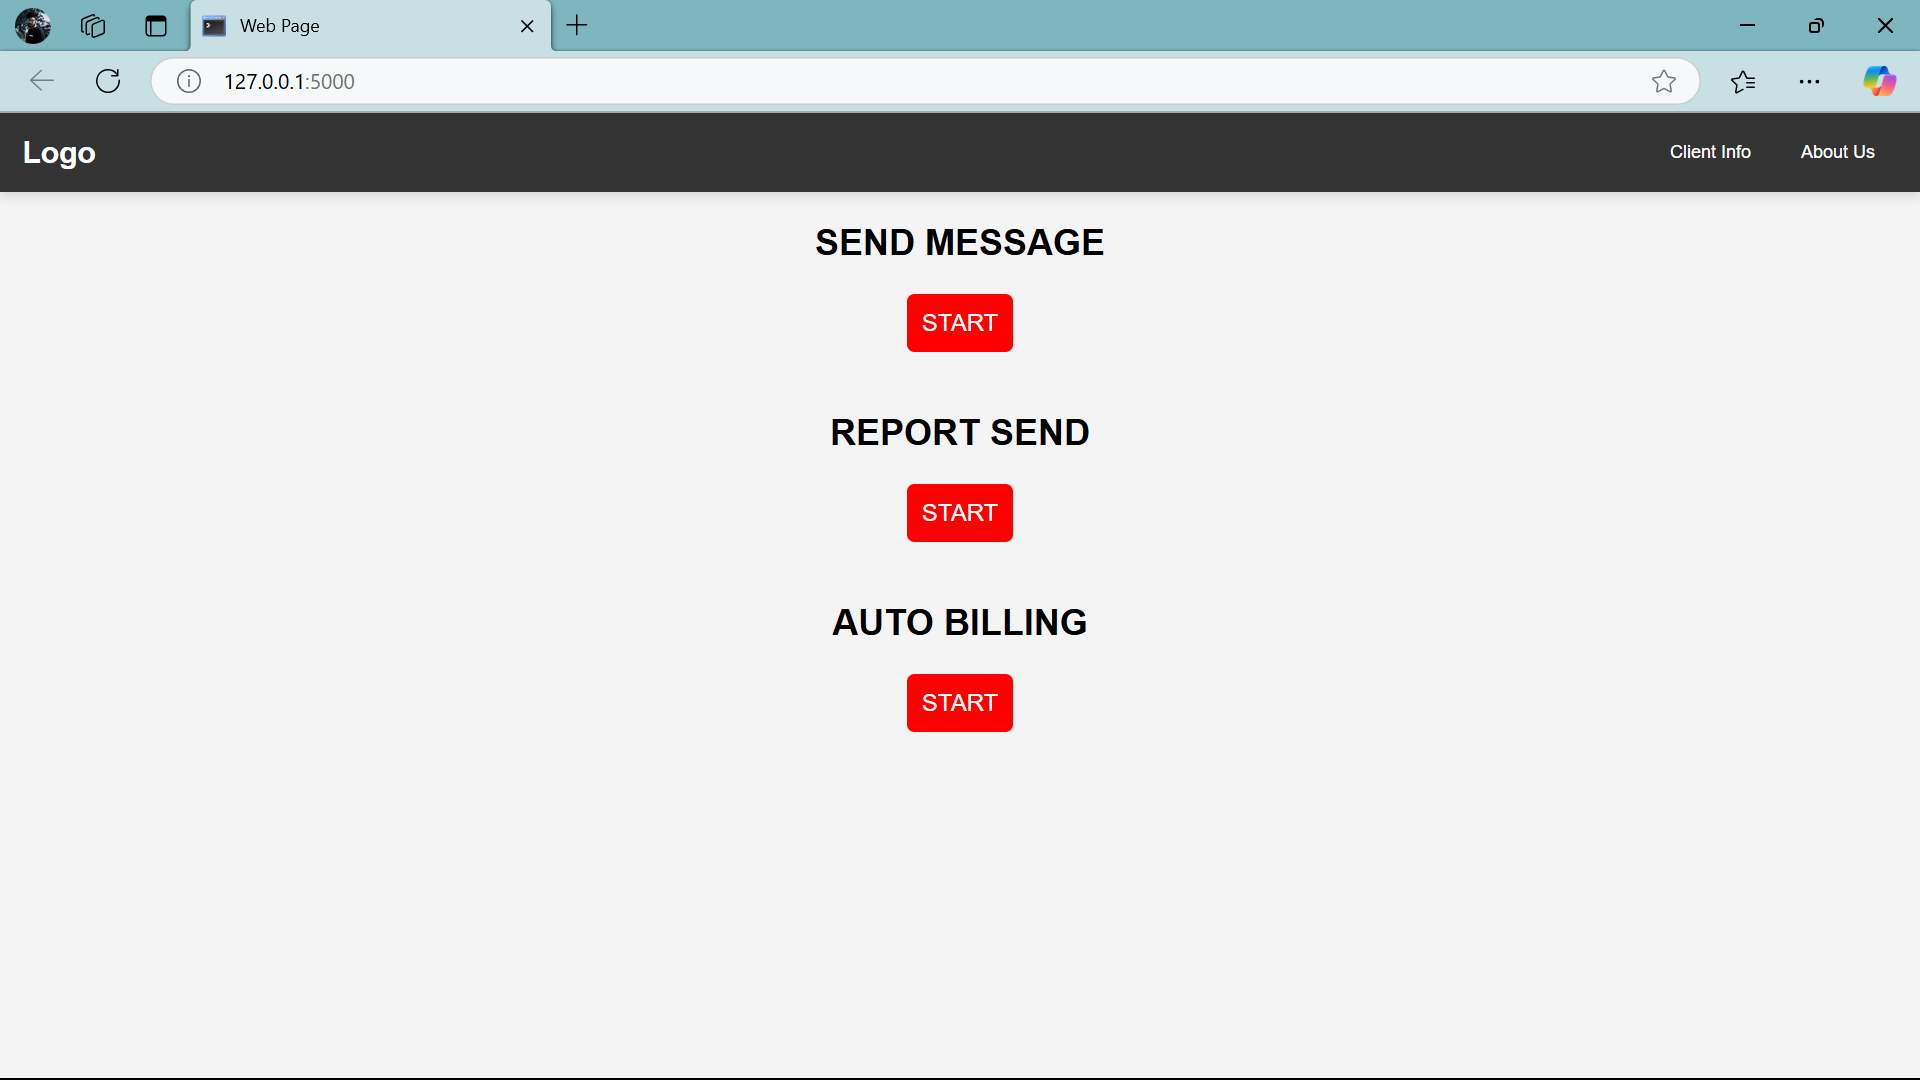 Web Page
127.0.0.1:5000
Logo
Client Info
About Us
SEND MESSAGE
START
REPORT SEND
START
AUTO BILLING
START